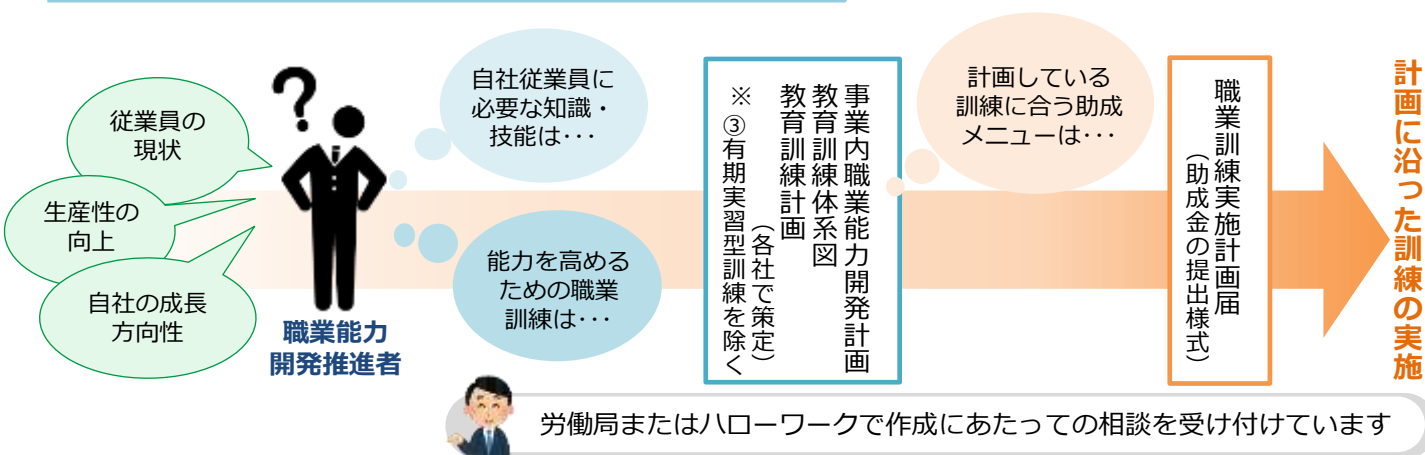 従業員の
現状
生産性の
向上
自社の成長
方向性
?
職業能力
開発推進者
自社従業員に
必要な知識・
技能は･･･
能力を高める
ための職業
訓練は･･･
事業内職業能力開発計画
教育訓練体系図
教育訓練計画
（各社で策定）
※③有期実習型訓練を除く
計画している
訓練に合う助成
メニューは･･･
職業訓練実施計画届
（助成金の提出様式）
計画に沿った訓練の実施
労働局またはハローワークで作成にあたっての相談を受け付けています